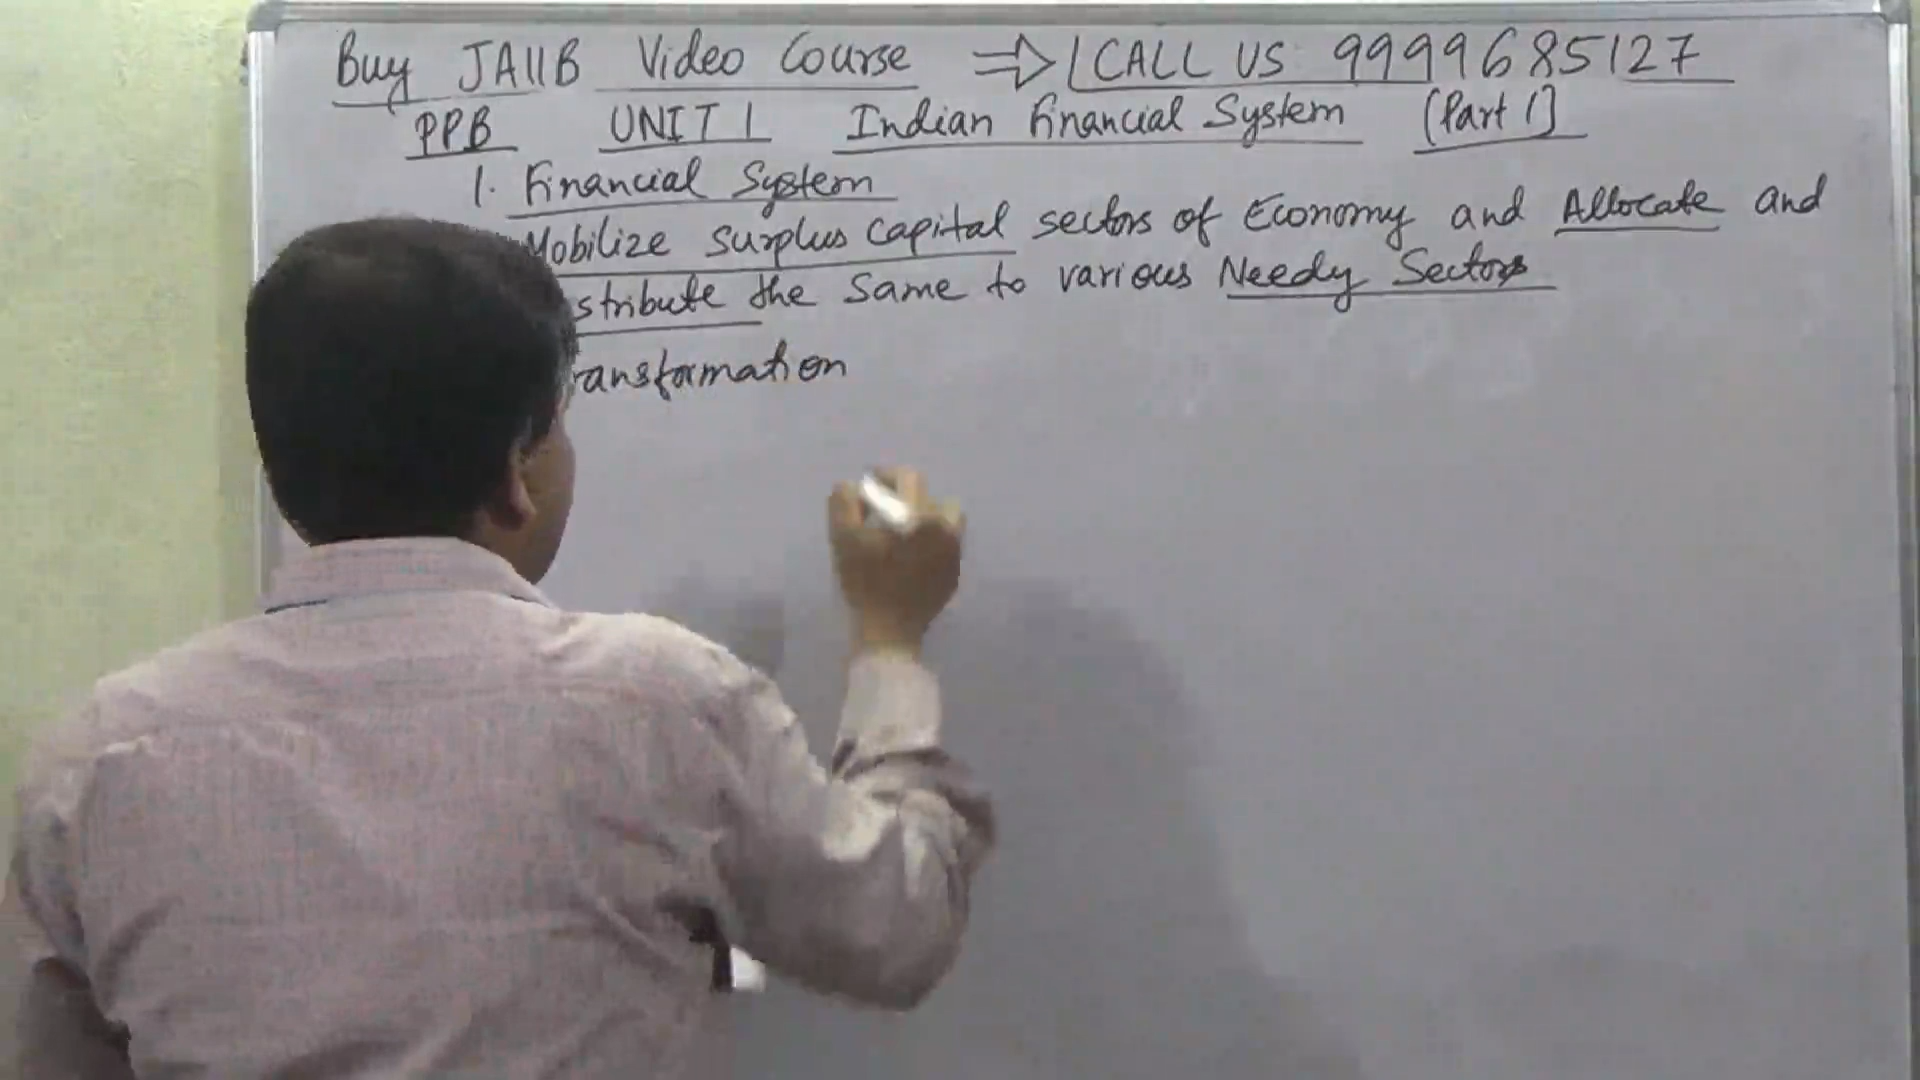 Buy JAIIB Video Course ⇒ CALL US 9999685127
PPB UNIT 1 Indian Financial System (Part 1]
1. Financial System
Mobilize Surplus Capital sectors of Economy and Allocate and
stribute the Same to various Needy Sectors
ransformation